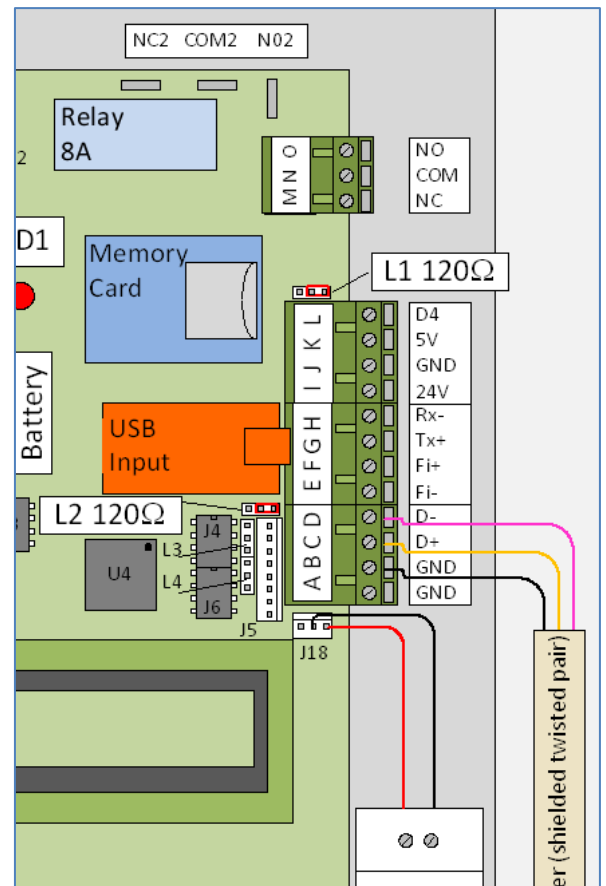 NC2 COM2 N02
Relay
8A
2
M N O
NO
COM
NC
D1
Memory
Card
L1 120Ω
I J K L
D4
5V
GND
24V
Battery
USB
Input
E F G H
Rx-
Tx+
Fi+
Fi-
L2 120Ω
A B C D
D-
D+
GND
GND
J4
L3
U4
L4
J6
J5
J18
er (shielded twisted pair)